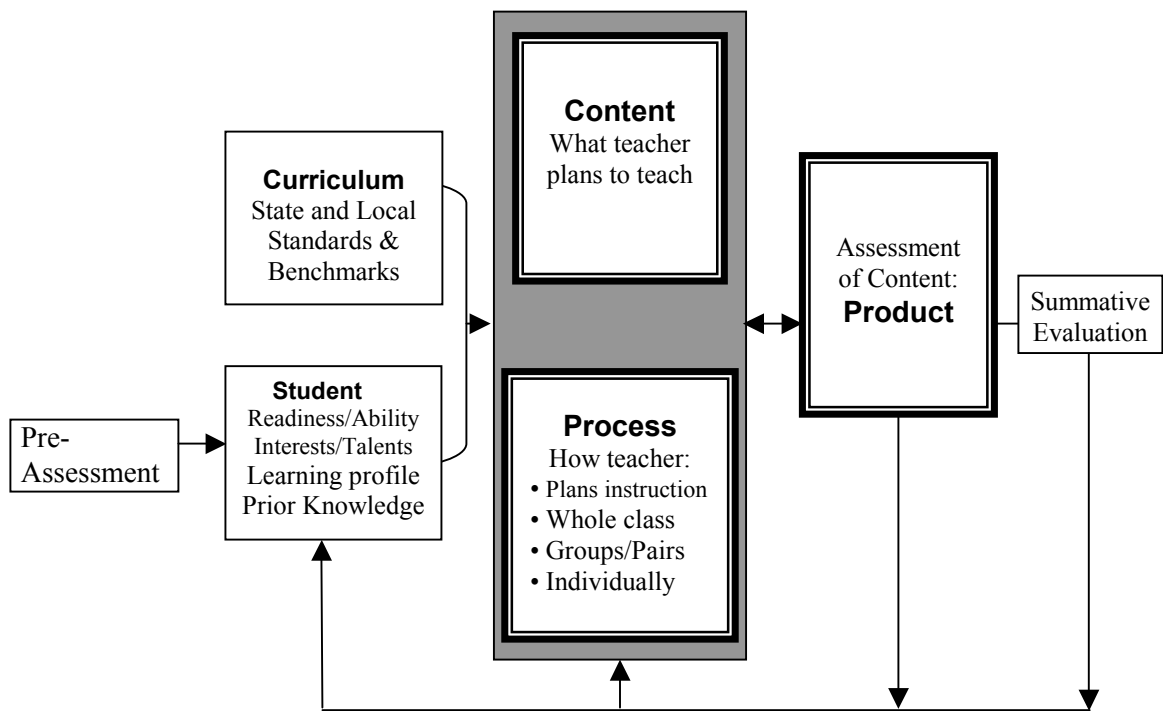 Content
What teacher
plans to teach
Curriculum
State and Local
Standards &
Benchmarks
Assessment
of Content:
Product
Summative
Evaluation
Student
Readiness/Ability
Interests/Talents
Learning profile
Prior Knowledge
Pre-
Assessment
Process
How teacher:
• Plans instruction
• Whole class
• Groups/Pairs
• Individually